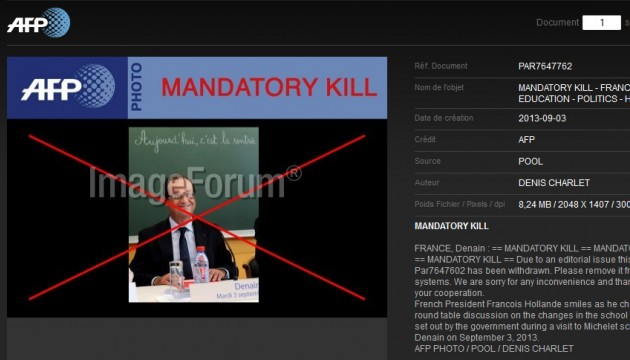 AFP
Document 1 s
AFP PHOTO MANDATORY KILL
Aujourd'hui, c'est la rentrée
ImageForum®
Denain
Mardi 3 septembre
Réf. Document PAR7647762
Nom de l'objet MANDATORY KILL - FRANC
EDUCATION - POLITICS - H
Date de création 2013-09-03
Crédit AFP
Source POOL
Auteur DENIS CHARLET
Poids Fichier / Pixels / dpi 8,24 MB / 2048 X 1407 / 300
MANDATORY KILL
FRANCE, Denain : == MANDATORY KILL == MANDATO
== MANDATORY KILL == Due to an editorial issue this
Par7647602 has been withdrawn. Please remove it fr
systems. We are sorry for any inconvenience and than
your cooperation.
French President Francois Hollande smiles as he ch
round table discussion on the changes in the school
set out by the government during a visit to Michelet sc
Denain on September 3, 2013.
AFP PHOTO / POOL / DENIS CHARLET